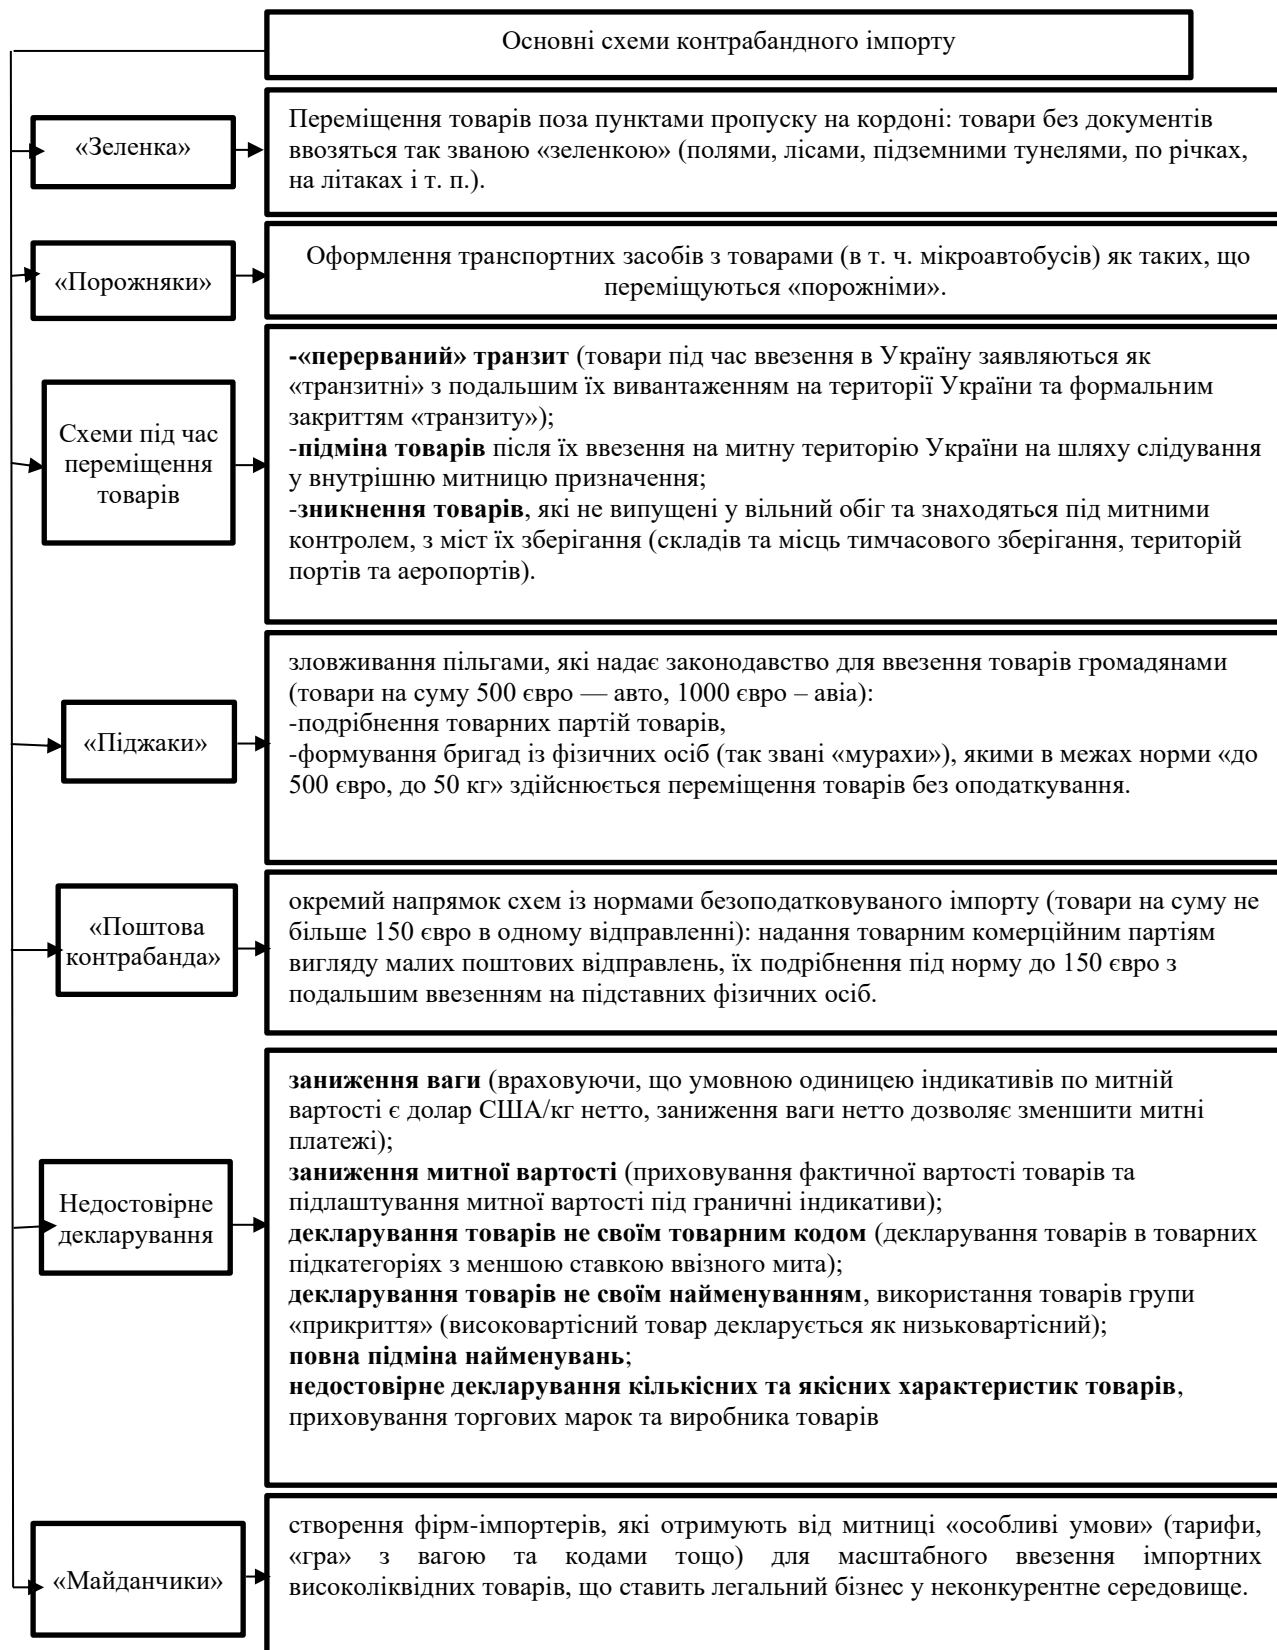 Основні схеми контрабандного імпорту
«Зеленка»
Переміщення товарів поза пунктами пропуску на кордоні: товари без документів
ввозяться так званою «зеленкою» (полями, лісами, підземними тунелями, по річках,
на літаках і т. п.).
«Порожняки»
Оформлення транспортних засобів з товарами (в т. ч. мікроавтобусів) як таких, що
переміщуються «порожніми».
Схеми під час
переміщення
товарів
-«перерваний» транзит (товари під час ввезення в Україну заявляються як
«транзитні» з подальшим їх вивантаженням на території України та формальним
закриттям «транзиту»);
-підміна товарів після їх ввезення на митну територію України на шляху слідування
у внутрішню митницю призначення;
-зникнення товарів, які не випущені у вільний обіг та знаходяться під митними
контролем, з міст їх зберігання (складів та місць тимчасового зберігання, територій
портів та аеропортів).
«Піджаки»
зловживання пільгами, які надає законодавство для ввезення товарів громадянами
(товари на суму 500 євро — авто, 1000 євро – авіа):
-подрібнення товарних партій товарів,
-формування бригад із фізичних осіб (так звані «мурахи»), якими в межах норми «до
500 євро, до 50 кг» здійснюється переміщення товарів без оподаткування.
«Поштова
контрабанда»
окремий напрямок схем із нормами безоподатковуваного імпорту (товари на суму не
більше 150 євро в одному відправленні): надання товарним комерційним партіям
вигляду малих поштових відправлень, їх подрібнення під норму до 150 євро з
подальшим ввезенням на підставних фізичних осіб.
Недостовірне
декларування
заниження ваги (враховуючи, що умовною одиницею індикативів по митній
вартості є долар США/кг нетто, заниження ваги нетто дозволяє зменшити митні
платежі);
заниження митної вартості (приховування фактичної вартості товарів та
підлаштування митної вартості під граничні індикативи);
декларування товарів не своїм товарним кодом (декларування товарів в товарних
підкатегоріях з меншою ставкою ввізного мита);
декларування товарів не своїм найменуванням, використання товарів групи
«прикриття» (високовартісний товар декларується як низьковартісний);
повна підміна найменувань;
недостовірне декларування кількісних та якісних характеристик товарів,
приховування торгових марок та виробника товарів
«Майданчики»
створення фірм-імпортерів, які отримують від митниці «особливі умови» (тарифи,
«гра» з вагою та кодами тощо) для масштабного ввезення імпортних
високоліквідних товарів, що ставить легальний бізнес у неконкурентне середовище.